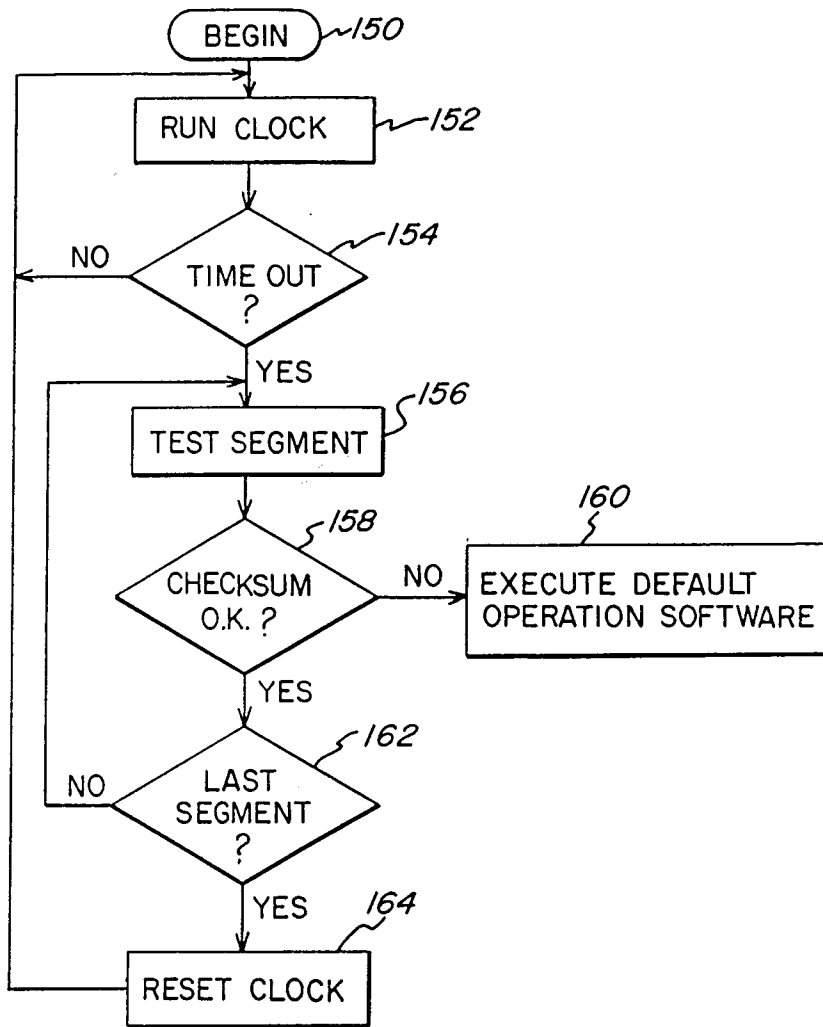 BEGIN
150
RUN CLOCK
152
154
NO
TIME OUT
?
YES
156
TEST SEGMENT
158
160
CHECKSUM
O.K. ?
NO
EXECUTE DEFAULT
OPERATION SOFTWARE
YES
162
NO
LAST
SEGMENT
?
YES
164
RESET CLOCK